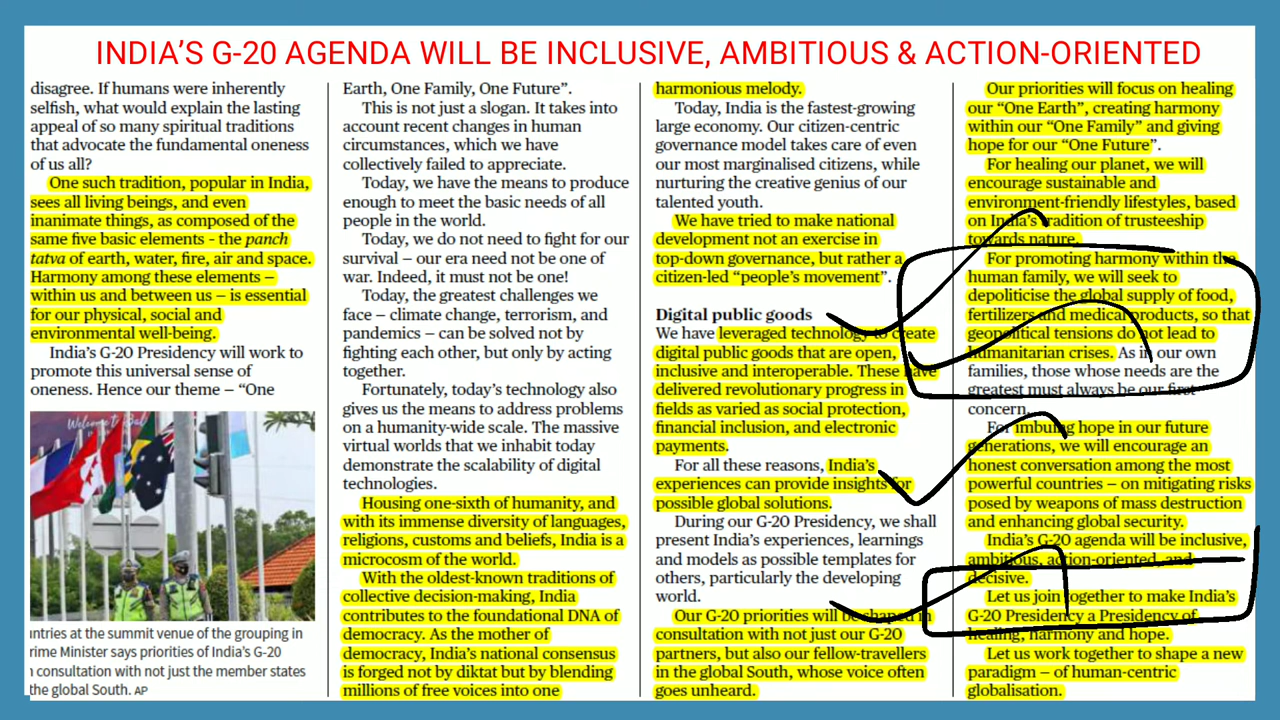 INDIA'S G-20 AGENDA WILL BE INCLUSIVE, AMBITIOUS & ACTION-ORIENTED
disagree. If humans were inherently
selfish, what would explain the lasting
appeal of so many spiritual traditions
that advocate the fundamental oneness
of us all?
One such tradition, popular in India,
sees all living beings, and even
inanimate things, as composed of the
same five basic elements – the panch
tatva of earth, water, fire, air and space.
Harmony among these elements –
within us and between us – is essential
for our physical, social and
environmental well-being.
India's G-20 Presidency will work to
promote this universal sense of
oneness. Hence our theme – “One
Welcome to
ntries at the summit venue of the grouping in
rime Minister says priorities of India's G-20
consultation with not just the member states
the global South. AP
Earth, One Family, One Future”.
This is not just a slogan. It takes into
account recent changes in human
circumstances, which we have
collectively failed to appreciate.
Today, we have the means to produce
enough to meet the basic needs of all
people in the world.
Today, we do not need to fight for our
survival – our era need not be one of
war. Indeed, it must not be one!
Today, the greatest challenges we
face – climate change, terrorism, and
pandemics – can be solved not by
fighting each other, but only by acting
together.
Fortunately, today's technology also
gives us the means to address problems
on a humanity-wide scale. The massive
virtual worlds that we inhabit today
demonstrate the scalability of digital
technologies.
Housing one-sixth of humanity, and
with its immense diversity of languages,
religions, customs and beliefs, India is a
microcosm of the world.
With the oldest-known traditions of
collective decision-making, India
contributes to the foundational DNA of
democracy. As the mother of
democracy, India's national consensus
is forged not by diktat but by blending
millions of free voices into one
harmonious melody.
Today, India is the fastest-growing
large economy. Our citizen-centric
governance model takes care of even
our most marginalised citizens, while
nurturing the creative genius of our
talented youth.
We have tried to make national
development not an exercise in
top-down governance, but rather a
citizen-led “people's movement”.
Digital public goods
We have leveraged technology to create
digital public goods that are open,
inclusive and interoperable. These have
delivered revolutionary progress in
fields as varied as social protection,
financial inclusion, and electronic
payments.
For all these reasons, India's
experiences can provide insights for
possible global solutions.
During our G-20 Presidency, we shall
present India's experiences, learnings
and models as possible templates for
others, particularly the developing
world.
Our G-20 priorities will be shaped in
consultation with not just our G-20
partners, but also our fellow-travellers
in the global South, whose voice often
goes unheard.
Our priorities will focus on healing
our “One Earth”, creating harmony
within our “One Family” and giving
hope for our “One Future”.
For healing our planet, we will
encourage sustainable and
environment-friendly lifestyles, based
on India's tradition of trusteeship
towards nature.
For promoting harmony within the
human family, we will seek to
depoliticise the global supply of food,
fertilizers and medical products, so that
geopolitical tensions do not lead to
humanitarian crises. As in our own
families, those whose needs are the
greatest must always be our first
concern.
For imbuing hope in our future
generations, we will encourage an
honest conversation among the most
powerful countries – on mitigating risks
posed by weapons of mass destruction
and enhancing global security.
India's G-20 agenda will be inclusive,
ambitious, action-oriented, and
decisive.
Let us join together to make India's
G-20 Presidency a Presidency of
healing, harmony and hope.
Let us work together to shape a new
paradigm – of human-centric
globalisation.